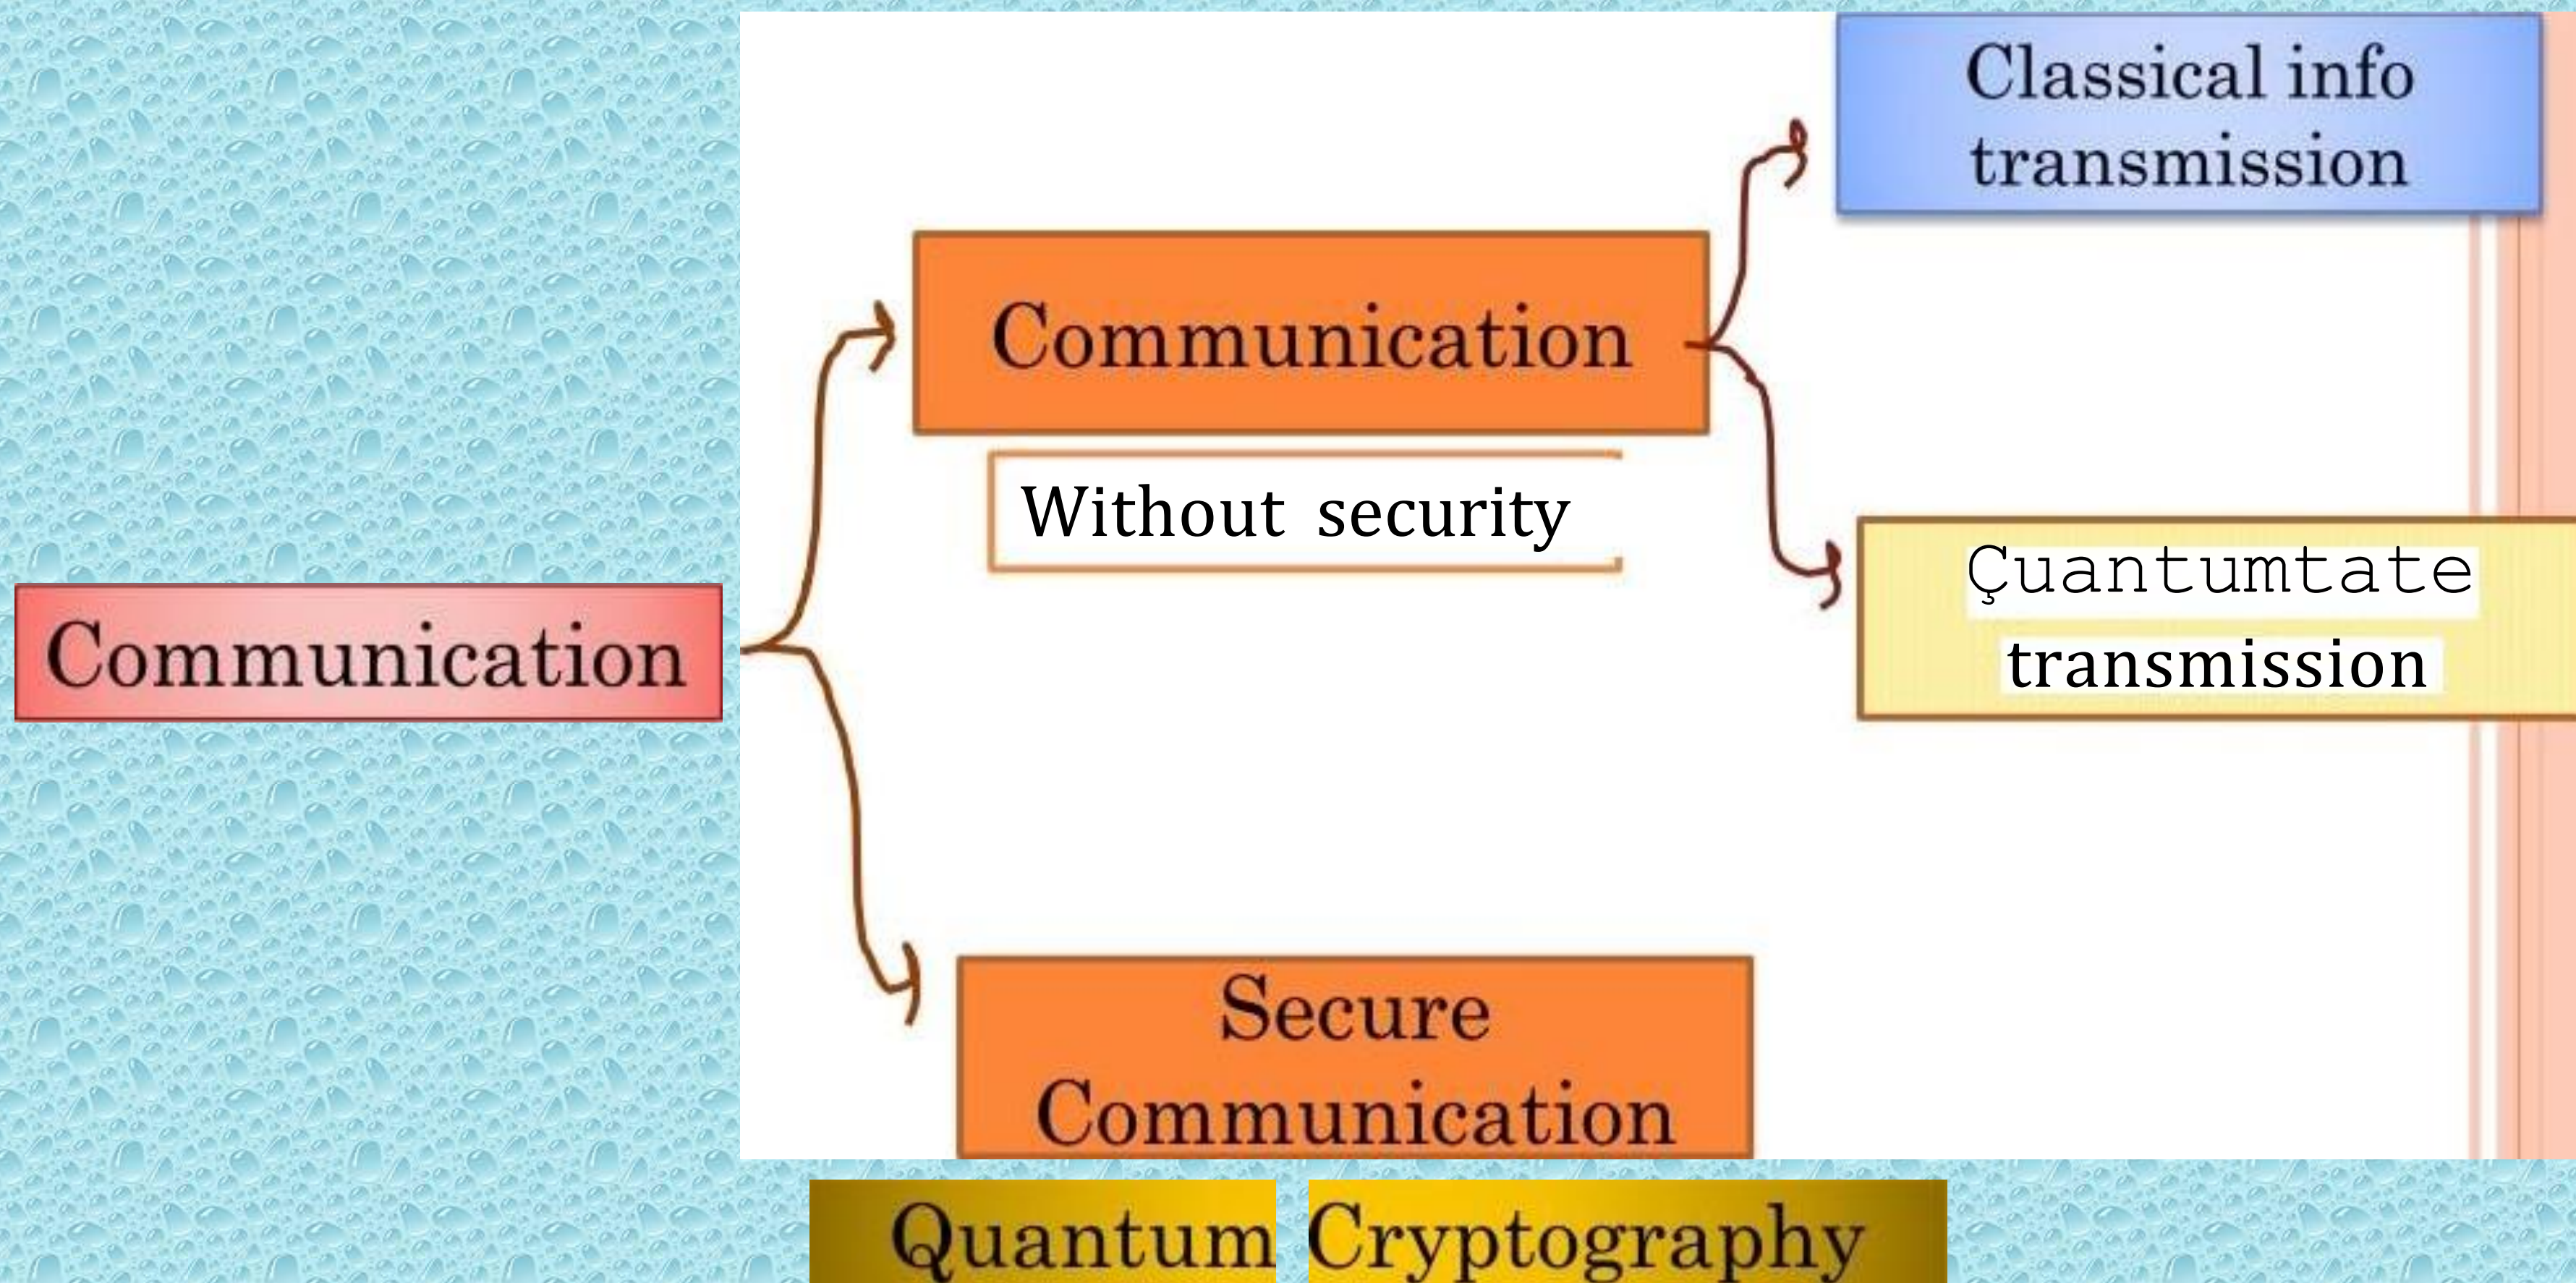 Classical info
transmission
Communication
Without security
Çuantumtate
transmission
Communication
Secure
Communication
Quantum Cryptography